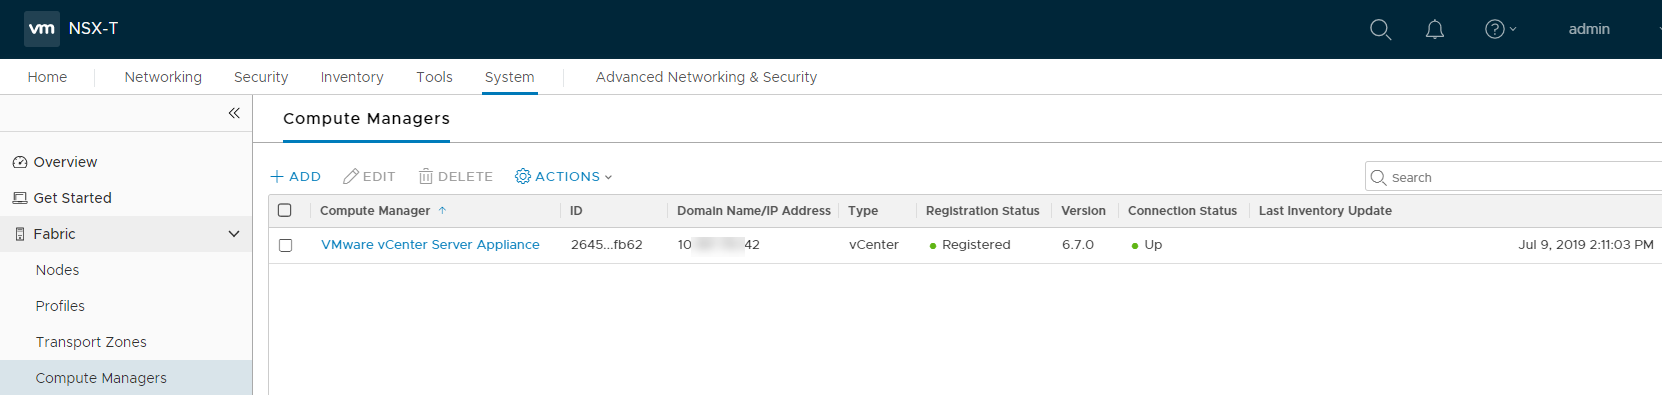 vm NSX-T admin
Home Networking Security Inventory Tools System Advanced Networking & Security
Compute Managers
Overview
Get Started
Fabric
Nodes
Profiles
Transport Zones
Compute Managers
+ ADD EDIT DELETE ACTIONS
Search
Compute Manager ID Domain Name/IP Address Type Registration Status Version Connection Status Last Inventory Update
VMware vCenter Server Appliance 2645...fb62 10 42 vCenter Registered 6.7.0 Up Jul 9, 2019 2:11:03 PM